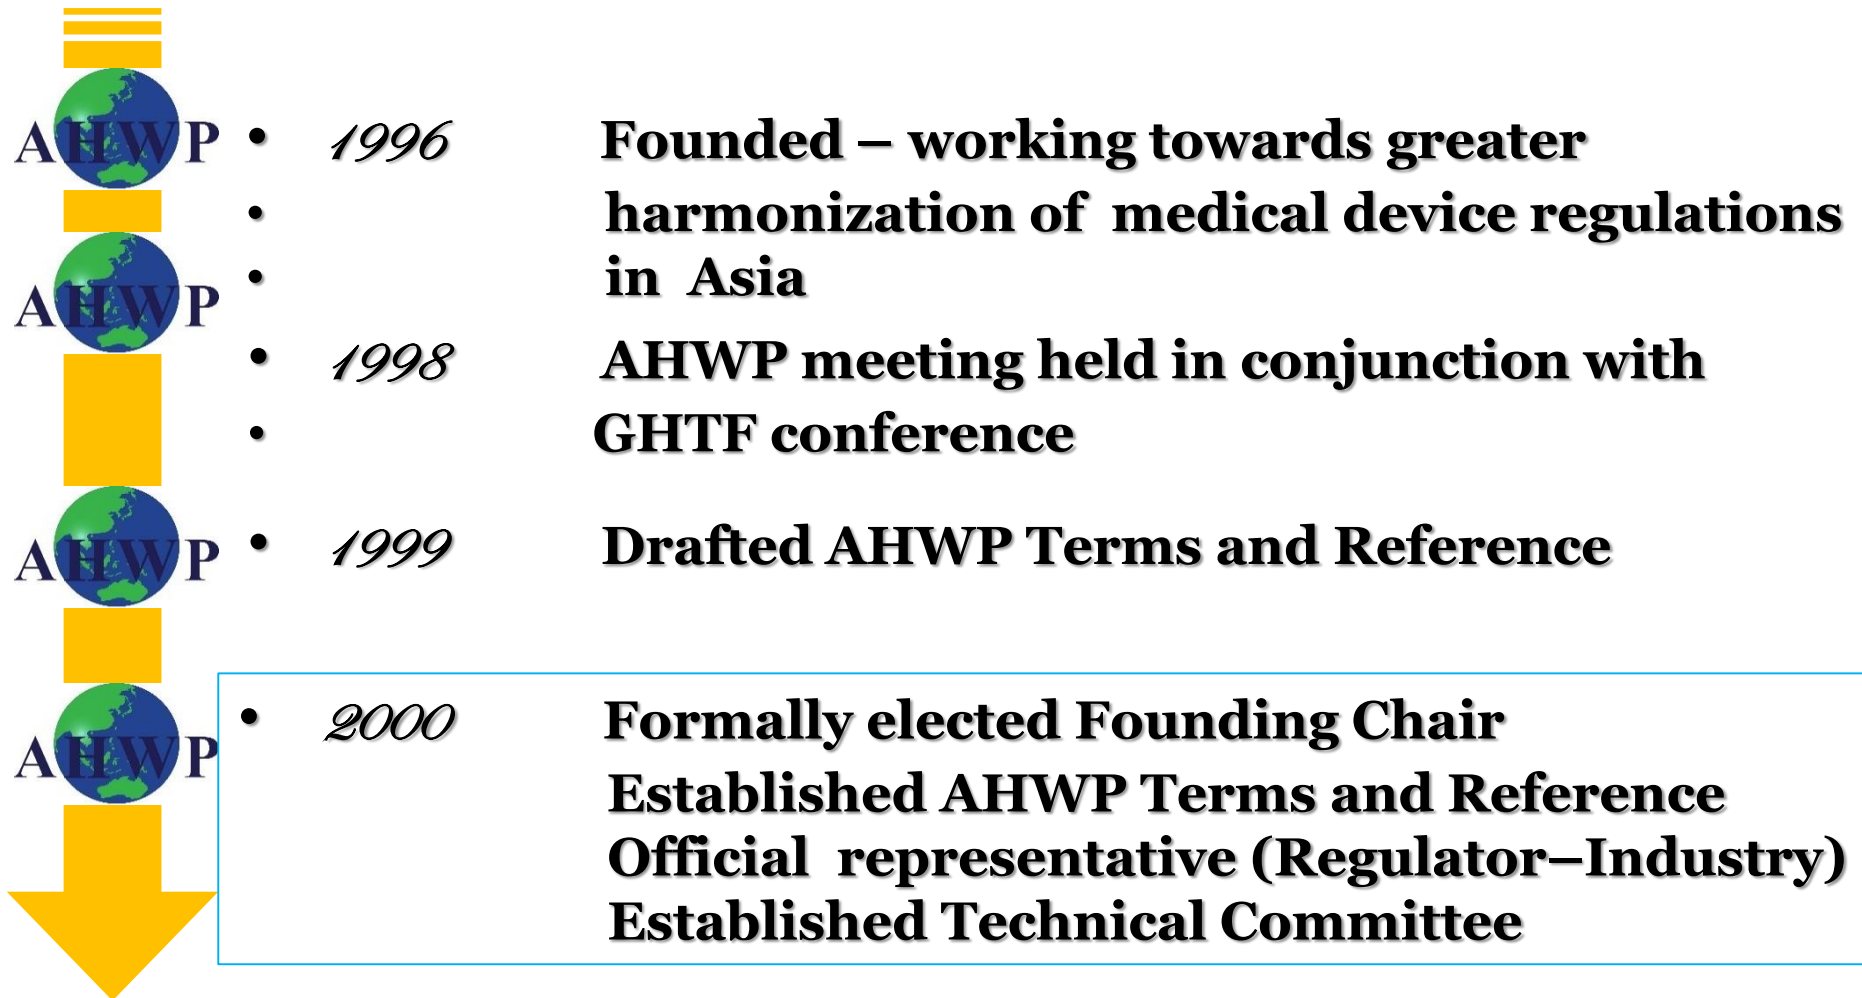 AHWP
• 1996 Founded – working towards greater
• harmonization of medical device regulations
• in Asia
AHWP
• 1998 AHWP meeting held in conjunction with
• GHTF conference
AHWP
• 1999 Drafted AHWP Terms and Reference
AHWP
• 2000 Formally elected Founding Chair
Established AHWP Terms and Reference
Official representative (Regulator–Industry)
Established Technical Committee